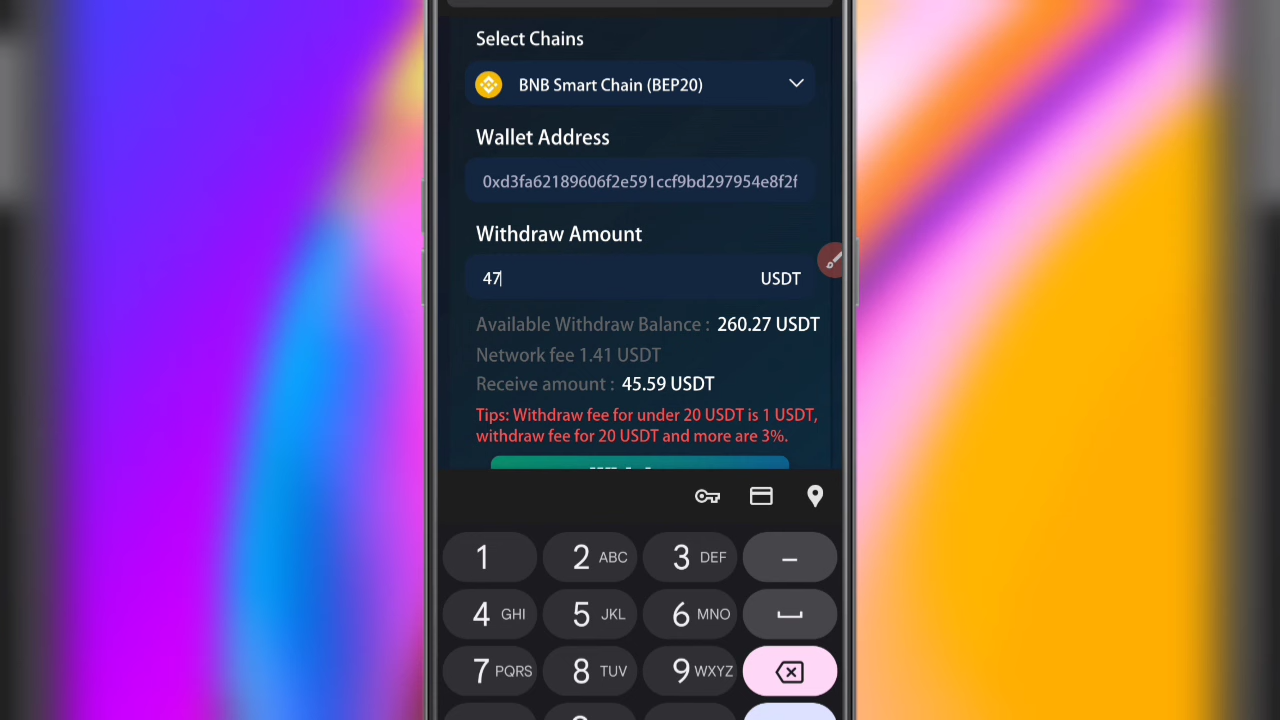 Select Chains
BNB Smart Chain (BEP20)
Wallet Address
0xd3fa62189606f2e591ccf9bd297954e8f2f
Withdraw Amount
47 USDT
Available Withdraw Balance : 260.27 USDT
Network fee 1.41 USDT
Receive amount : 45.59 USDT
Tips: Withdraw fee for under 20 USDT is 1 USDT,
withdraw fee for 20 USDT and more are 3%.
1 2 ABC 3 DEF –
4 GHI 5 JKL 6 MNO
7 PQRS 8 TUV 9 WXYZ